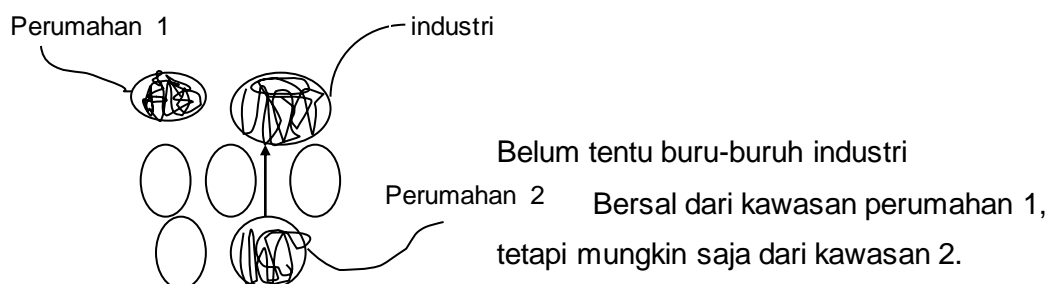 Perumahan 1
industri
Belum tentu buru-buruh industri
Perumahan 2
Bersal dari kawasan perumahan 1,
tetapi mungkin saja dari kawasan 2.